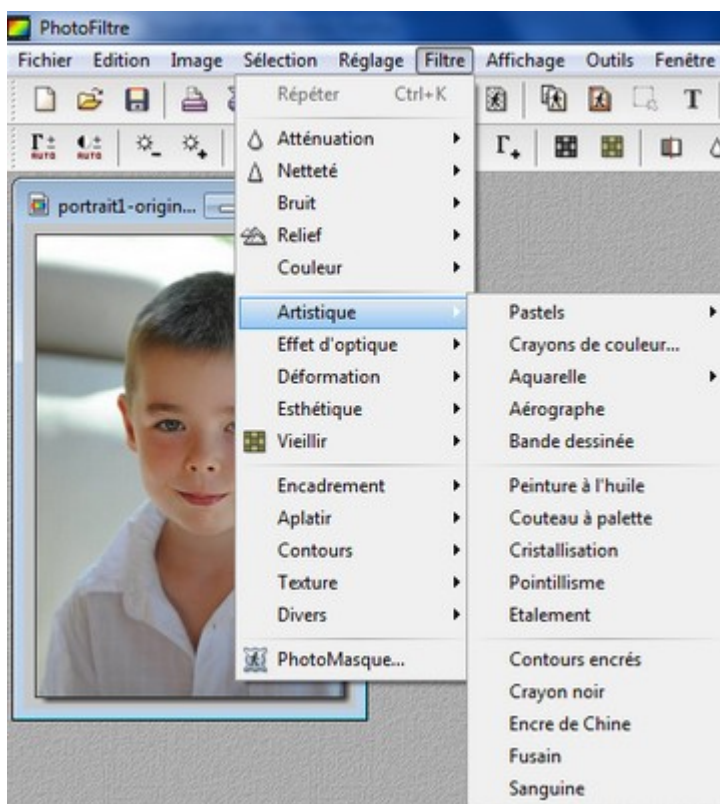 PhotoFiltre
Fichier Edition Image Sélection Réglage Filtre Affichage Outils Fenêtre
T
AUTO AUTO
portrait1-origin...
Répéter Ctrl+K
Atténuation
Netteté
Bruit
Relief
Couleur
Artistique
Effet d'optique
Déformation
Esthétique
Vieillir
Encadrement
Aplatir
Contours
Texture
Divers
PhotoMasque...
Pastels
Crayons de couleur...
Aquarelle
Aérographe
Bande dessinée
Peinture à l'huile
Couteau à palette
Cristallisation
Pointillisme
Etalement
Contours encrés
Crayon noir
Encre de Chine
Fusain
Sanguine